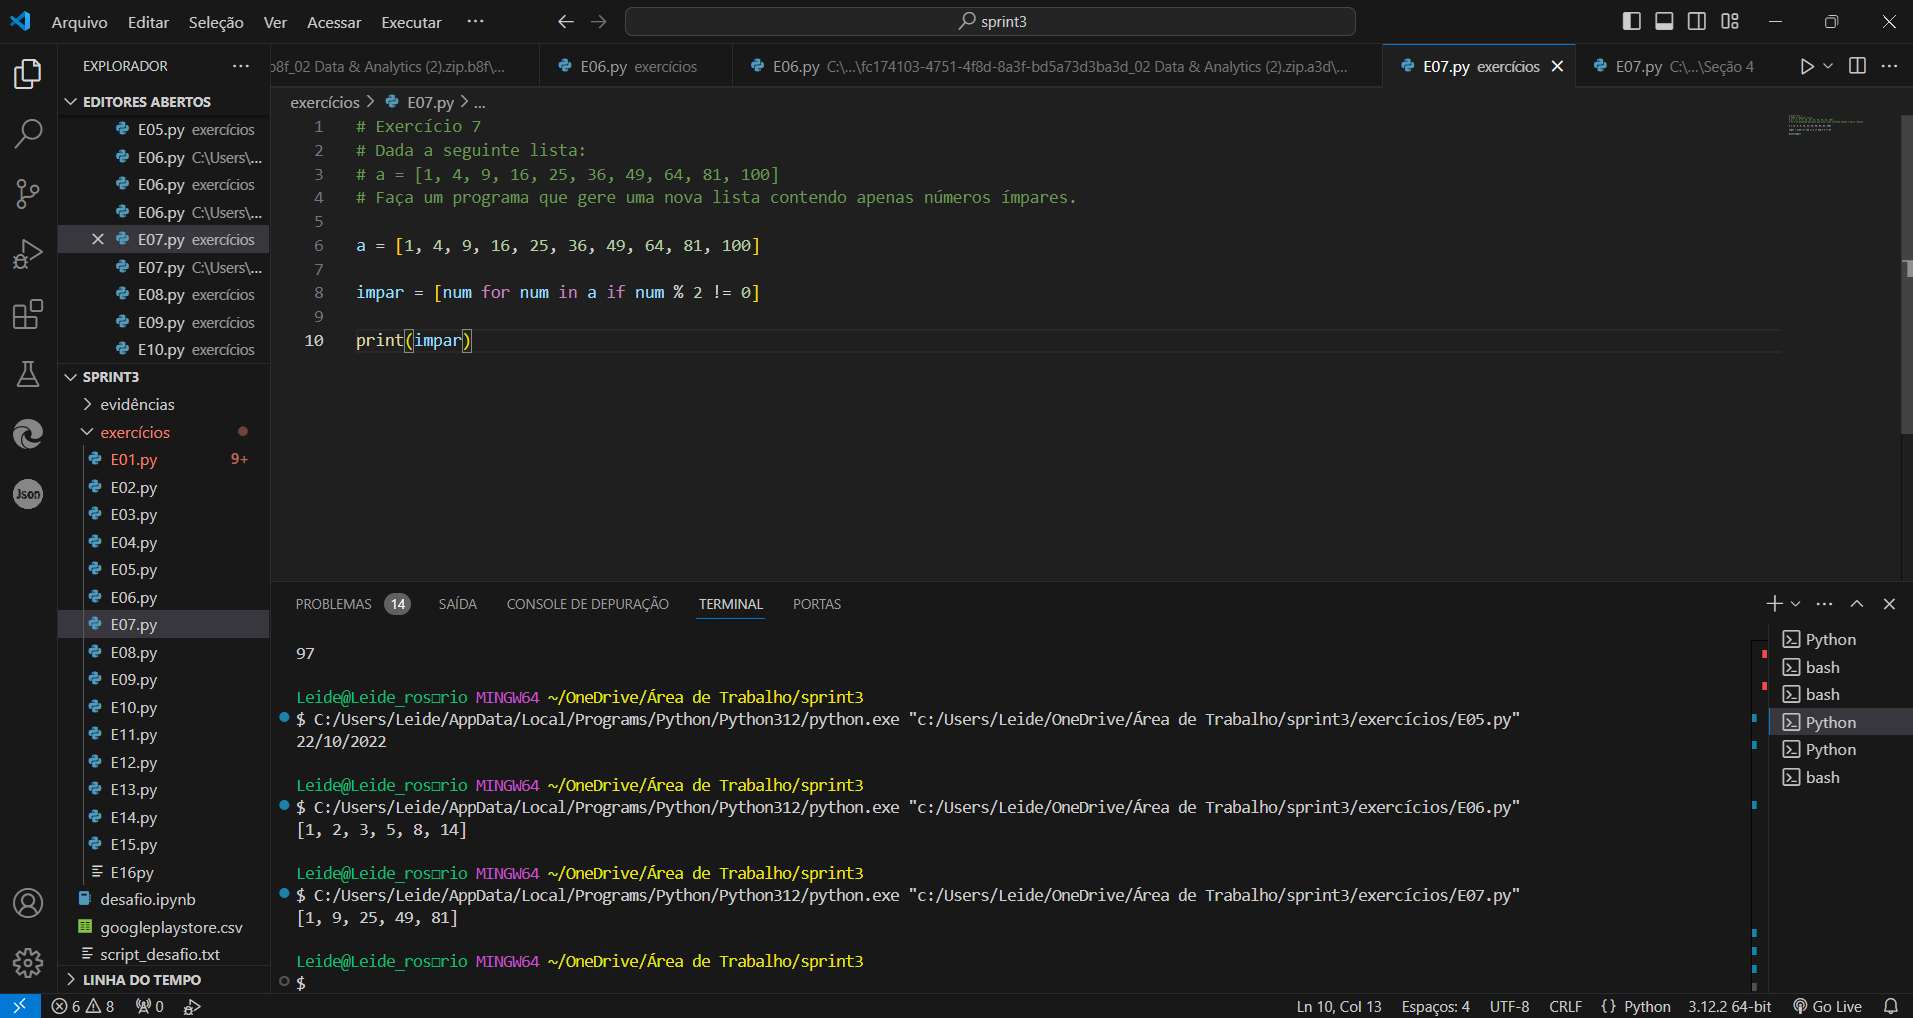 Arquivo Editar Seleção Ver Acessar Executar ··· sprint3
EXPLORADOR ···
b8f_02 Data & Analytics (2).zip.b8f\... E06.py exercícios E06.py C:\...\fc174103-4751-4f8d-8a3f-bd5a73d3ba3d_02 Data & Analytics (2).zip.a3d\... E07.py exercícios E07.py C:\...\Seção 4
EDITORES ABERTOS
E05.py exercícios
E06.py C:\Users\...
E06.py exercícios
E06.py C:\Users\...
E07.py exercícios
E07.py C:\Users\...
E08.py exercícios
E09.py exercícios
E10.py exercícios
SPRINT3
evidências
exercícios
E01.py 9+
E02.py
E03.py
E04.py
E05.py
E06.py
E07.py
E08.py
E09.py
E10.py
E11.py
E12.py
E13.py
E14.py
E15.py
E16py
desafio.ipynb
googleplaystore.csv
script_desafio.txt
LINHA DO TEMPO
Json
exercícios > E07.py > ...
1 # Exercício 7
2 # Dada a seguinte lista:
3 # a = [1, 4, 9, 16, 25, 36, 49, 64, 81, 100]
4 # Faça um programa que gere uma nova lista contendo apenas números ímpares.
5
6 a = [1, 4, 9, 16, 25, 36, 49, 64, 81, 100]
7
8 impar = [num for num in a if num % 2 != 0]
9
10 print(impar)
PROBLEMAS 14 SAÍDA CONSOLE DE DEPURAÇÃO TERMINAL PORTAS
97
Leide@Leide_ros□rio MINGW64 ~/OneDrive/Área de Trabalho/sprint3
$ C:/Users/Leide/AppData/Local/Programs/Python/Python312/python.exe "c:/Users/Leide/OneDrive/Área de Trabalho/sprint3/exercícios/E05.py"
22/10/2022
Leide@Leide_ros□rio MINGW64 ~/OneDrive/Área de Trabalho/sprint3
$ C:/Users/Leide/AppData/Local/Programs/Python/Python312/python.exe "c:/Users/Leide/OneDrive/Área de Trabalho/sprint3/exercícios/E06.py"
[1, 2, 3, 5, 8, 14]
Leide@Leide_ros□rio MINGW64 ~/OneDrive/Área de Trabalho/sprint3
$ C:/Users/Leide/AppData/Local/Programs/Python/Python312/python.exe "c:/Users/Leide/OneDrive/Área de Trabalho/sprint3/exercícios/E07.py"
[1, 9, 25, 49, 81]
Leide@Leide_ros□rio MINGW64 ~/OneDrive/Área de Trabalho/sprint3
$
Python
bash
bash
Python
Python
bash
6 8 0 Ln 10, Col 13 Espaços: 4 UTF-8 CRLF {} Python 3.12.2 64-bit Go Live